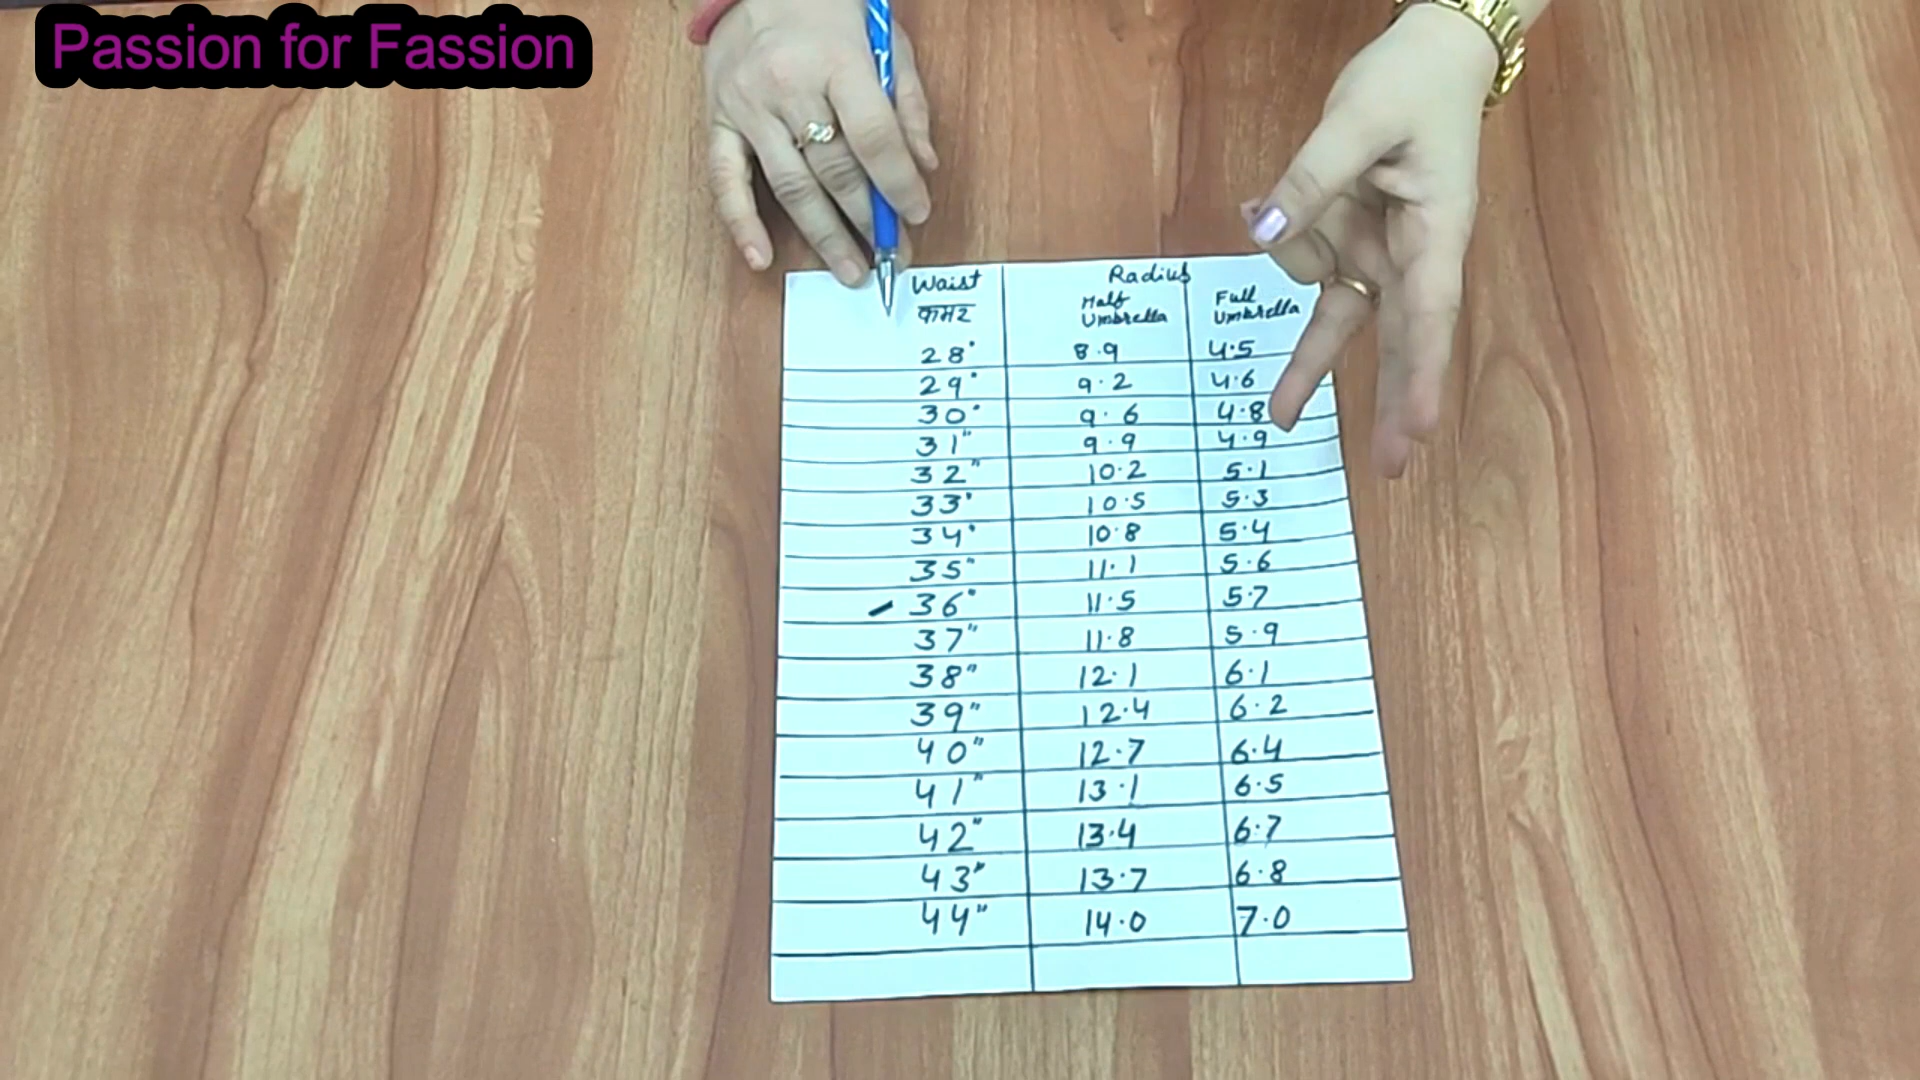 Passion for Fassion
Waist Radius
कमर Half Umbrella Full Umbrella
28" 8.9 4.5
29" 9.2 4.6
30" 9.6 4.8
31" 9.9 4.9
32" 10.2 5.1
33" 10.5 5.3
34" 10.8 5.4
35" 11.1 5.6
36" 11.5 5.7
37" 11.8 5.9
38" 12.1 6.1
39" 12.4 6.2
40" 12.7 6.4
41" 13.1 6.5
42" 13.4 6.7
43" 13.7 6.8
44" 14.0 7.0